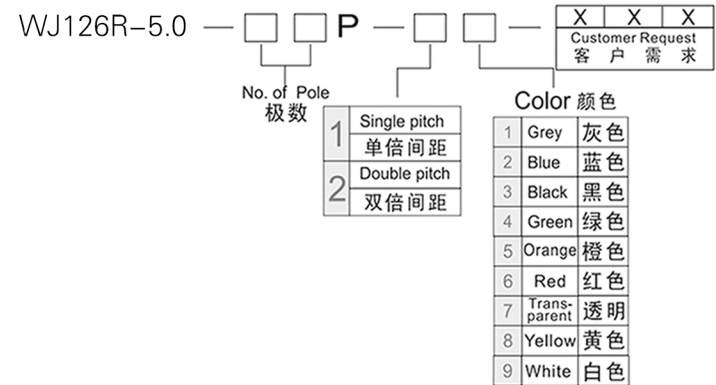 WJ126R-5.0 — □ □ P — □ □ — X X X
Customer Request
客户需求
No. of Pole
极数
1 Single pitch
单倍间距
2 Double pitch
双倍间距
Color 颜色
1 Grey 灰色
2 Blue 蓝色
3 Black 黑色
4 Green 绿色
5 Orange 橙色
6 Red 红色
7 Trans-
parent 透明
8 Yellow 黄色
9 White 白色